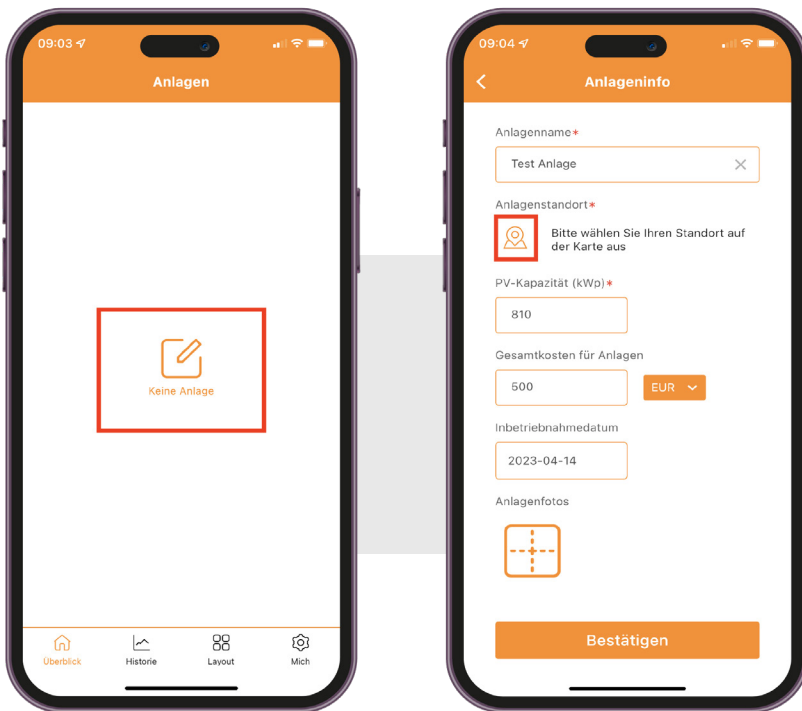 09:03
Anlagen
Keine Anlage
Überblick
Historie
Layout
Mich
09:04
Anlageninfo
Anlagenname*
Test Anlage
Anlagenstandort*
Bitte wählen Sie Ihren Standort auf
der Karte aus
PV-Kapazität (kWp)*
810
Gesamtkosten für Anlagen
500
EUR
Inbetriebnahmedatum
2023-04-14
Anlagenfotos
Bestätigen